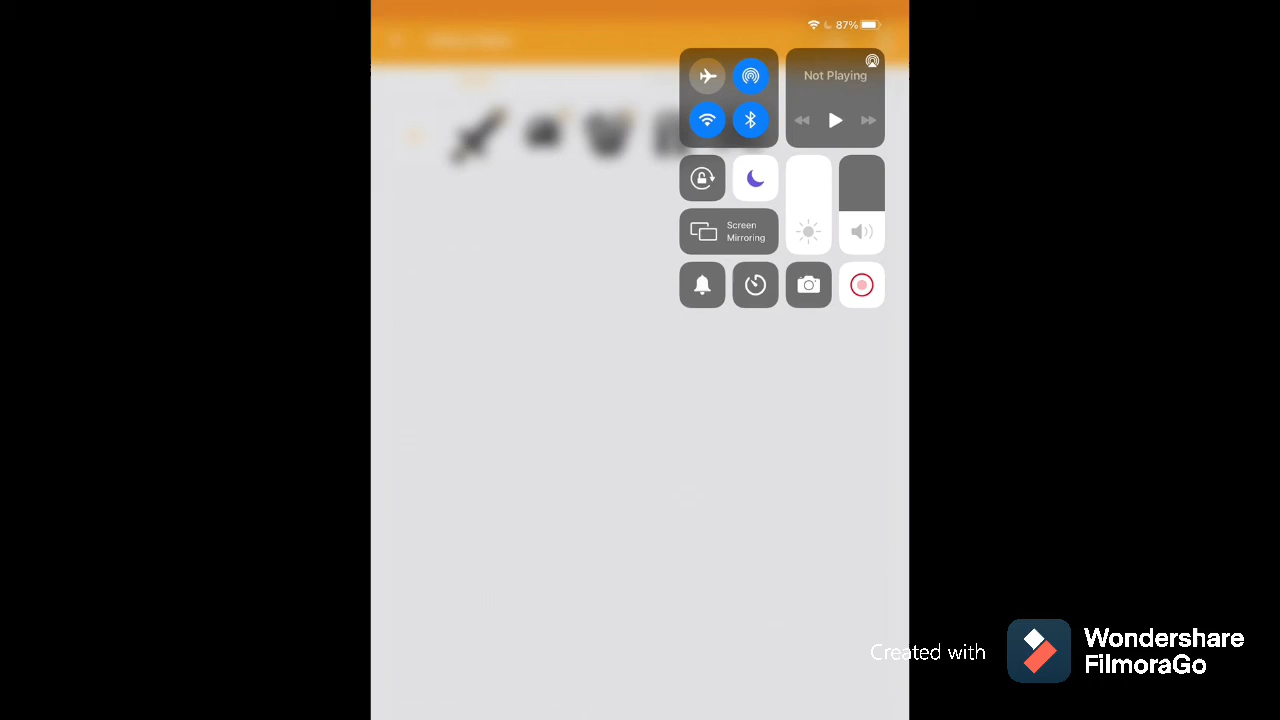 87%
Not Playing
Screen
Mirroring
Created with
Wondershare
FilmoraGo